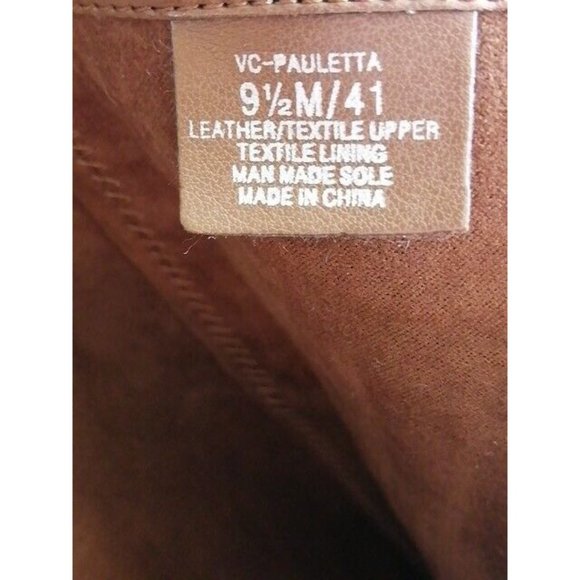 VC-PAULETTA
9½M/41
LEATHER/TEXTILE UPPER
TEXTILE LINING
MAN MADE SOLE
MADE IN CHINA